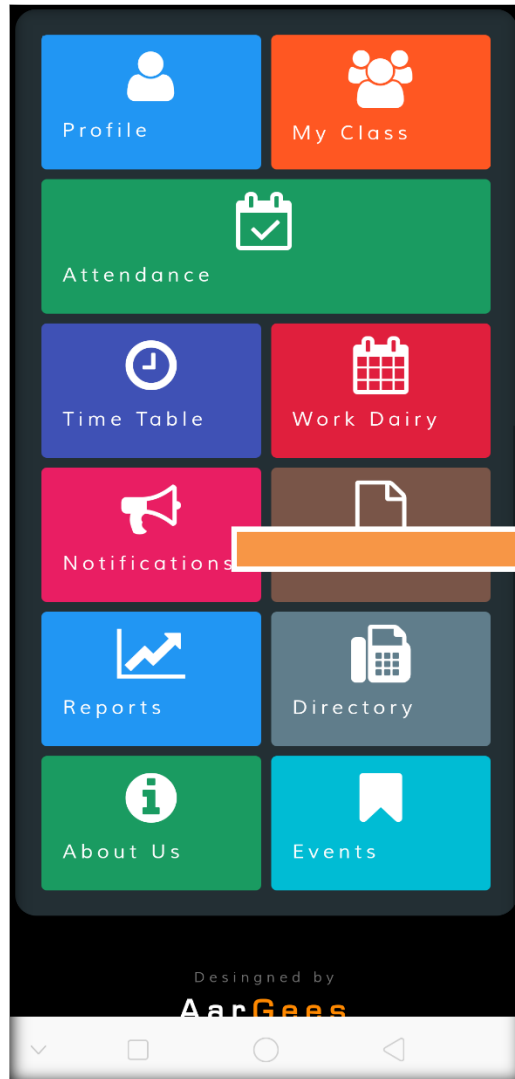 Profile
My Class
Attendance
Time Table
Work Dairy
Notifications
Reports
Directory
About Us
Events
Desingned by
AarGees